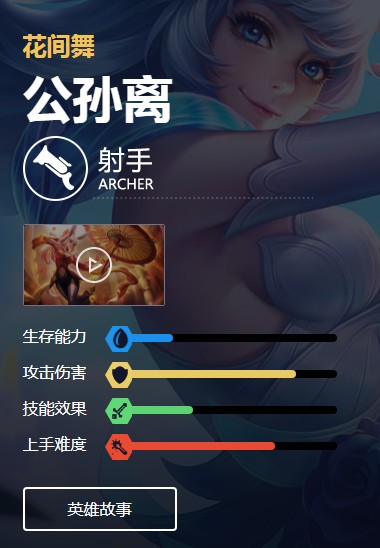 花间舞
公孙离
射手
ARCHER
生存能力
攻击伤害
技能效果
上手难度
英雄故事